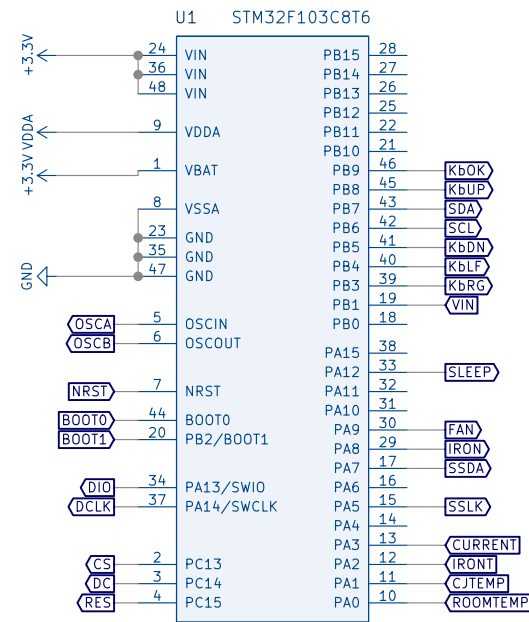 U1 STM32F103C8T6
+3.3V 24 VIN PB15 28
36 VIN PB14 27
48 VIN PB13 26
PB12 25
VDDA 9 VDDA PB11 22
PB10 21
+3.3V 1 VBAT PB9 46 KbOK
PB8 45 KbUP
8 VSSA PB7 43 SDA
PB6 42 SCL
23 GND
35 GND PB5 41 KbDN
GND 47 GND PB4 40 KbLF
PB3 39 KbRG
PB1 19 VIN
OSCA 5 OSCIN PB0 18
OSCB 6 OSCOUT
PA15 38
PA12 33 SLEEP
NRST 7 NRST PA11 32
PA10 31
BOOT0 44 BOOT0 PA9 30 FAN
BOOT1 20 PB2/BOOT1 PA8 29 IRON
PA7 17 SSDA
DIO 34 PA13/SWIO PA6 16
DCLK 37 PA14/SWCLK PA5 15 SSLK
PA4 14
PA3 13 CURRENT
CS 2 PC13 PA2 12 IRONT
DC 3 PC14 PA1 11 CJTEMP
RES 4 PC15 PA0 10 ROOMTEMP